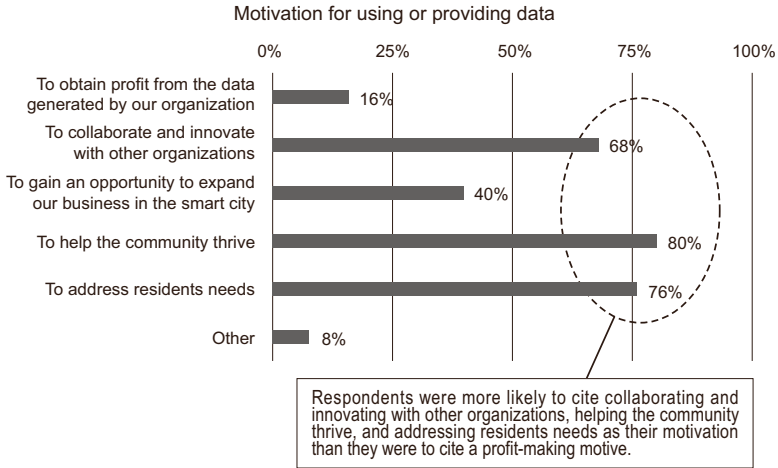 Motivation for using or providing data
0% 25% 50% 75% 100%
To obtain profit from the data
generated by our organization
16%
To collaborate and innovate
with other organizations
68%
To gain an opportunity to expand
our business in the smart city
40%
To help the community thrive
80%
To address residents needs
76%
Other
8%
Respondents were more likely to cite collaborating and
innovating with other organizations, helping the community
thrive, and addressing residents needs as their motivation
than they were to cite a profit-making motive.